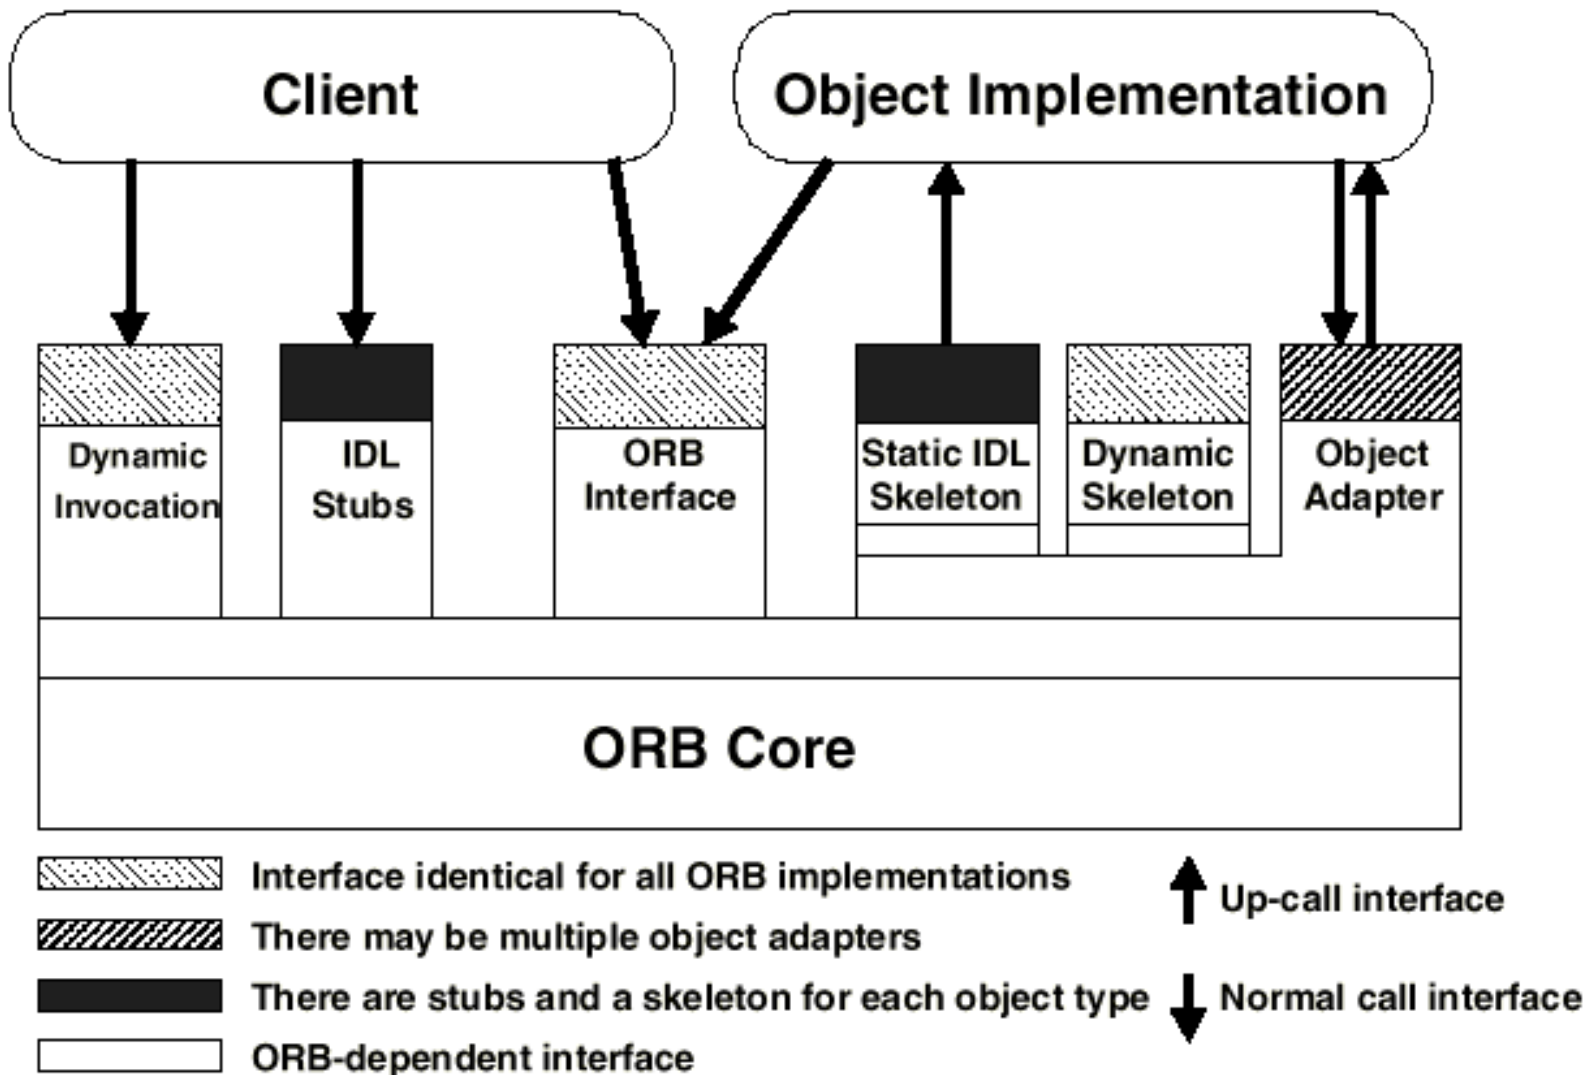 Client
Object Implementation
Dynamic
Invocation
IDL
Stubs
ORB
Interface
Static IDL
Skeleton
Dynamic
Skeleton
Object
Adapter
ORB Core
Interface identical for all ORB implementations
There may be multiple object adapters
There are stubs and a skeleton for each object type
ORB-dependent interface
Up-call interface
Normal call interface